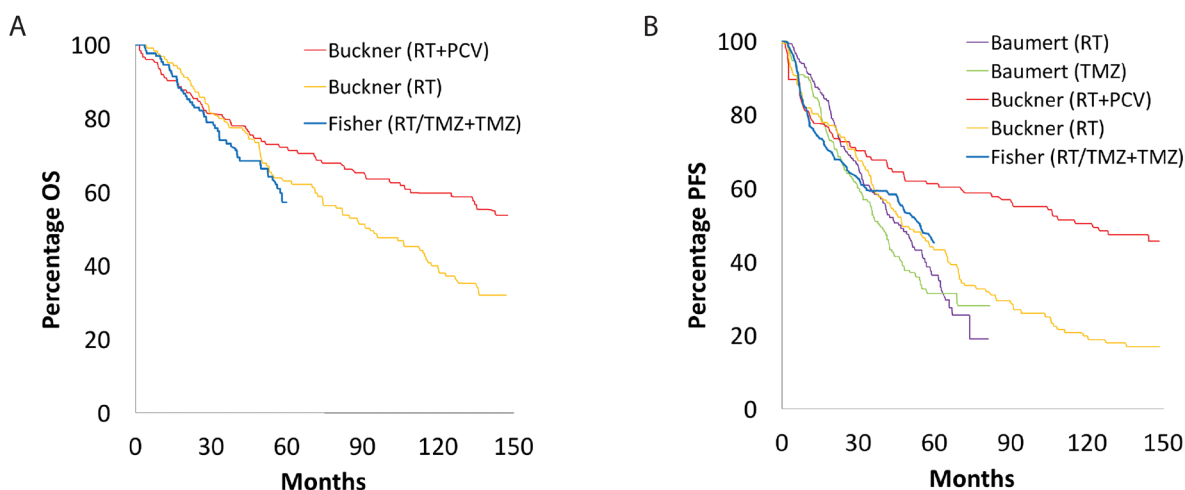 A
Percentage OS
100
80
60
40
20
0
Buckner (RT+PCV)
Buckner (RT)
Fisher (RT/TMZ+TMZ)
0 30 60 90 120 150
Months
B
Percentage PFS
100
80
60
40
20
0
Baumert (RT)
Baumert (TMZ)
Buckner (RT+PCV)
Buckner (RT)
Fisher (RT/TMZ+TMZ)
0 30 60 90 120 150
Months